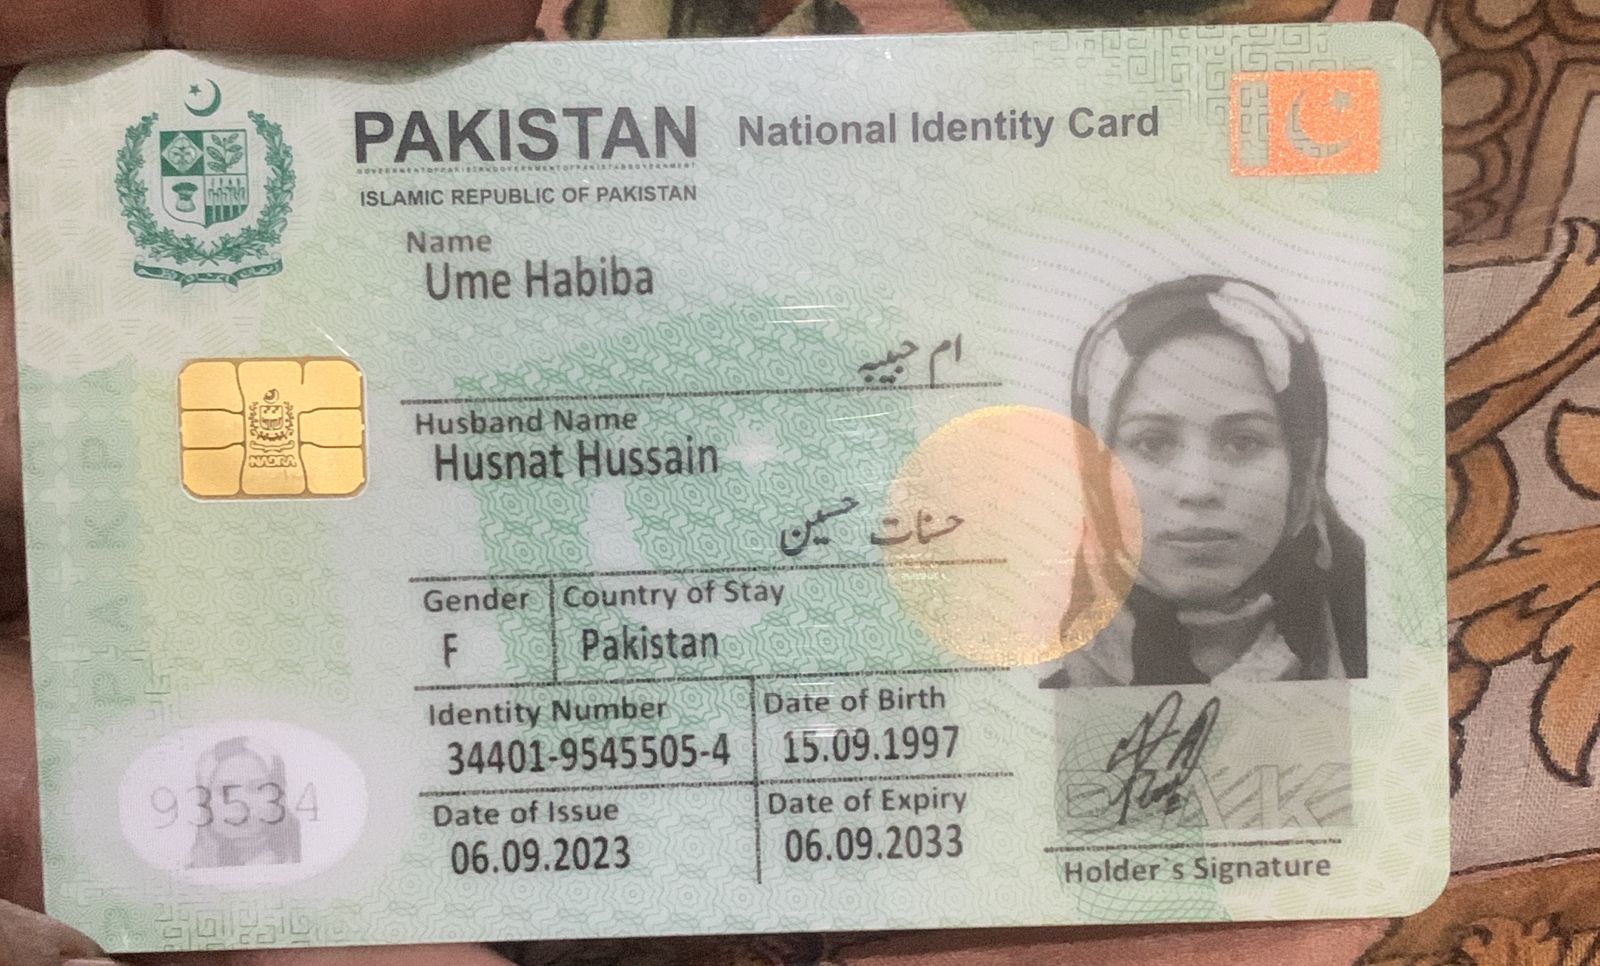 PAKISTAN National Identity Card
ISLAMIC REPUBLIC OF PAKISTAN
Name
Ume Habiba
ام حبیبہ
Husband Name
Husnat Hussain
حسنات حسین
Gender Country of Stay
F Pakistan
Identity Number Date of Birth
34401-9545505-4 15.09.1997
Date of Issue Date of Expiry
06.09.2023 06.09.2033
93534
Holder`s Signature